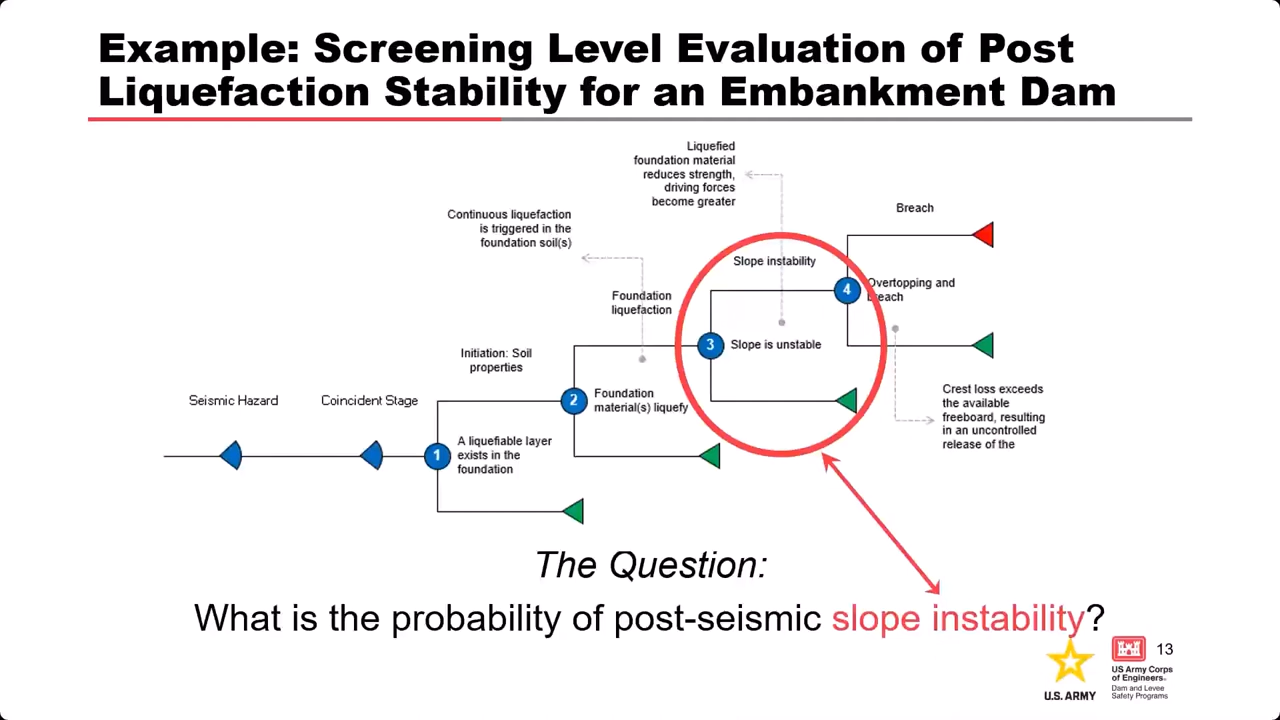 Example: Screening Level Evaluation of Post
Liquefaction Stability for an Embankment Dam
Liquefied
foundation material
reduces strength,
driving forces
become greater
Continuous liquefaction
is triggered in the
foundation soil(s)
Breach
Slope instability
4
Overtopping and
breach
Foundation
liquefaction
3
Slope is unstable
Initiation: Soil
properties
2
Foundation
material(s) liquefy
Crest loss exceeds
the available
freeboard, resulting
in an uncontrolled
release of the
Seismic Hazard
Coincident Stage
1
A liquefiable layer
exists in the
foundation
The Question:
What is the probability of post-seismic slope instability?
13
U.S. ARMY
US Army Corps
of Engineers®
Dam and Levee
Safety Programs